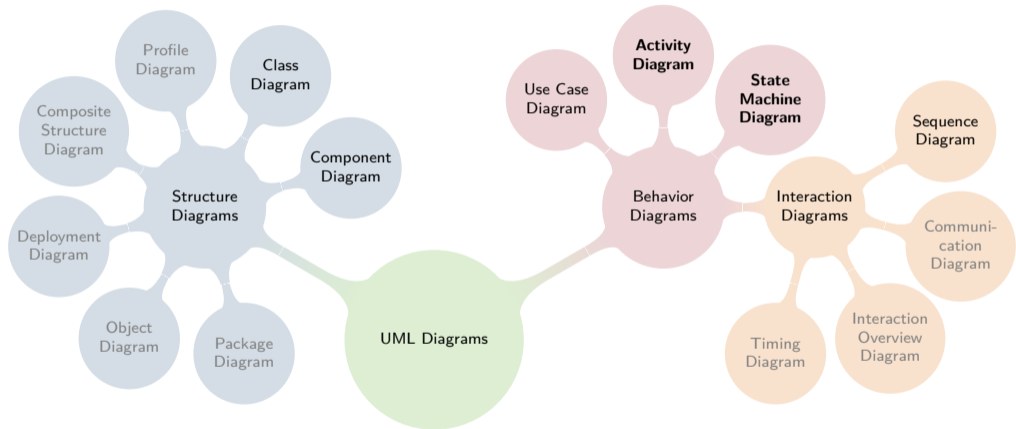 Profile
Diagram
Class
Diagram
Composite
Structure
Diagram
Component
Diagram
Structure
Diagrams
Deployment
Diagram
Object
Diagram
Package
Diagram
UML Diagrams
Use Case
Diagram
Activity
Diagram
State
Machine
Diagram
Behavior
Diagrams
Interaction
Diagrams
Sequence
Diagram
Communi-
cation
Diagram
Interaction
Overview
Diagram
Timing
Diagram